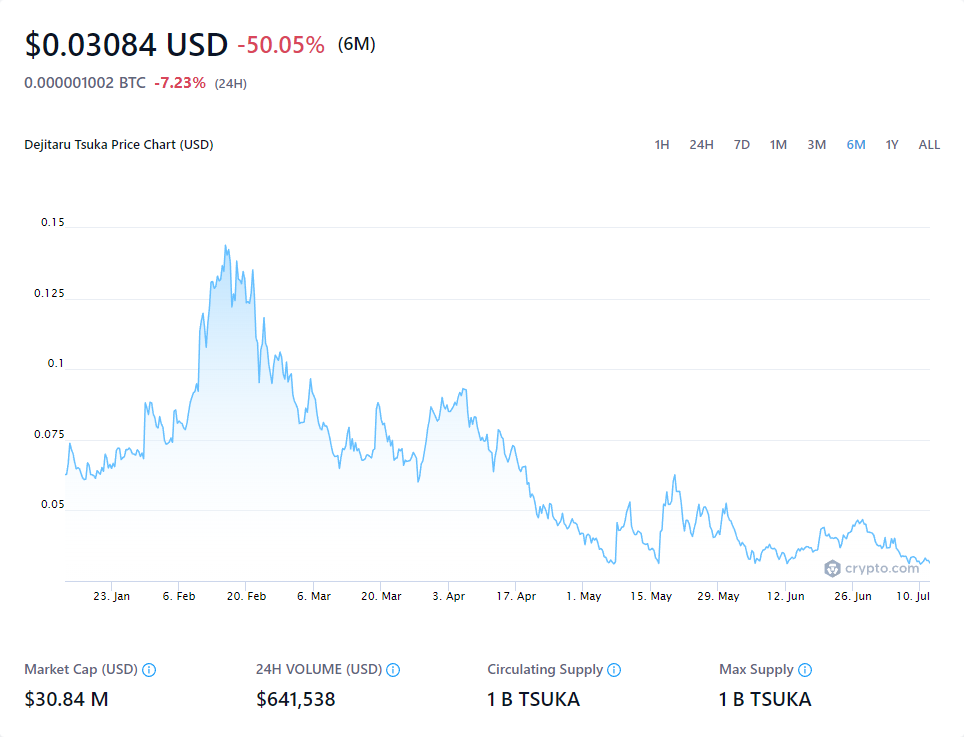 $0.03084 USD -50.05% (6M)
0.000001002 BTC -7.23% (24H)
Dejitaru Tsuka Price Chart (USD) 1H 24H 7D 1M 3M 6M 1Y ALL
0.15
0.125
0.1
0.075
0.05
crypto.com
23. Jan 6. Feb 20. Feb 6. Mar 20. Mar 3. Apr 17. Apr 1. May 15. May 29. May 12. Jun 26. Jun 10. Jul
Market Cap (USD) 24H VOLUME (USD) Circulating Supply Max Supply
$30.84 M $641,538 1 B TSUKA 1 B TSUKA